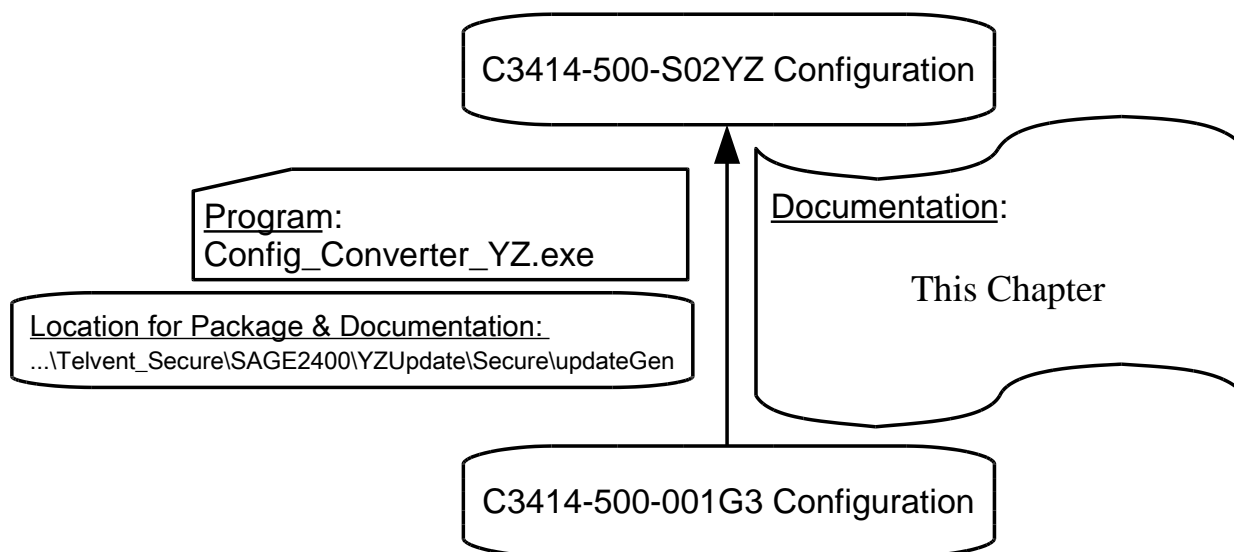 C3414-500-S02YZ Configuration
Program:
Config_Converter_YZ.exe
Documentation:
This Chapter
Location for Package & Documentation:
...\Telvent_Secure\SAGE2400\YZUpdate\Secure\updateGen
C3414-500-001G3 Configuration